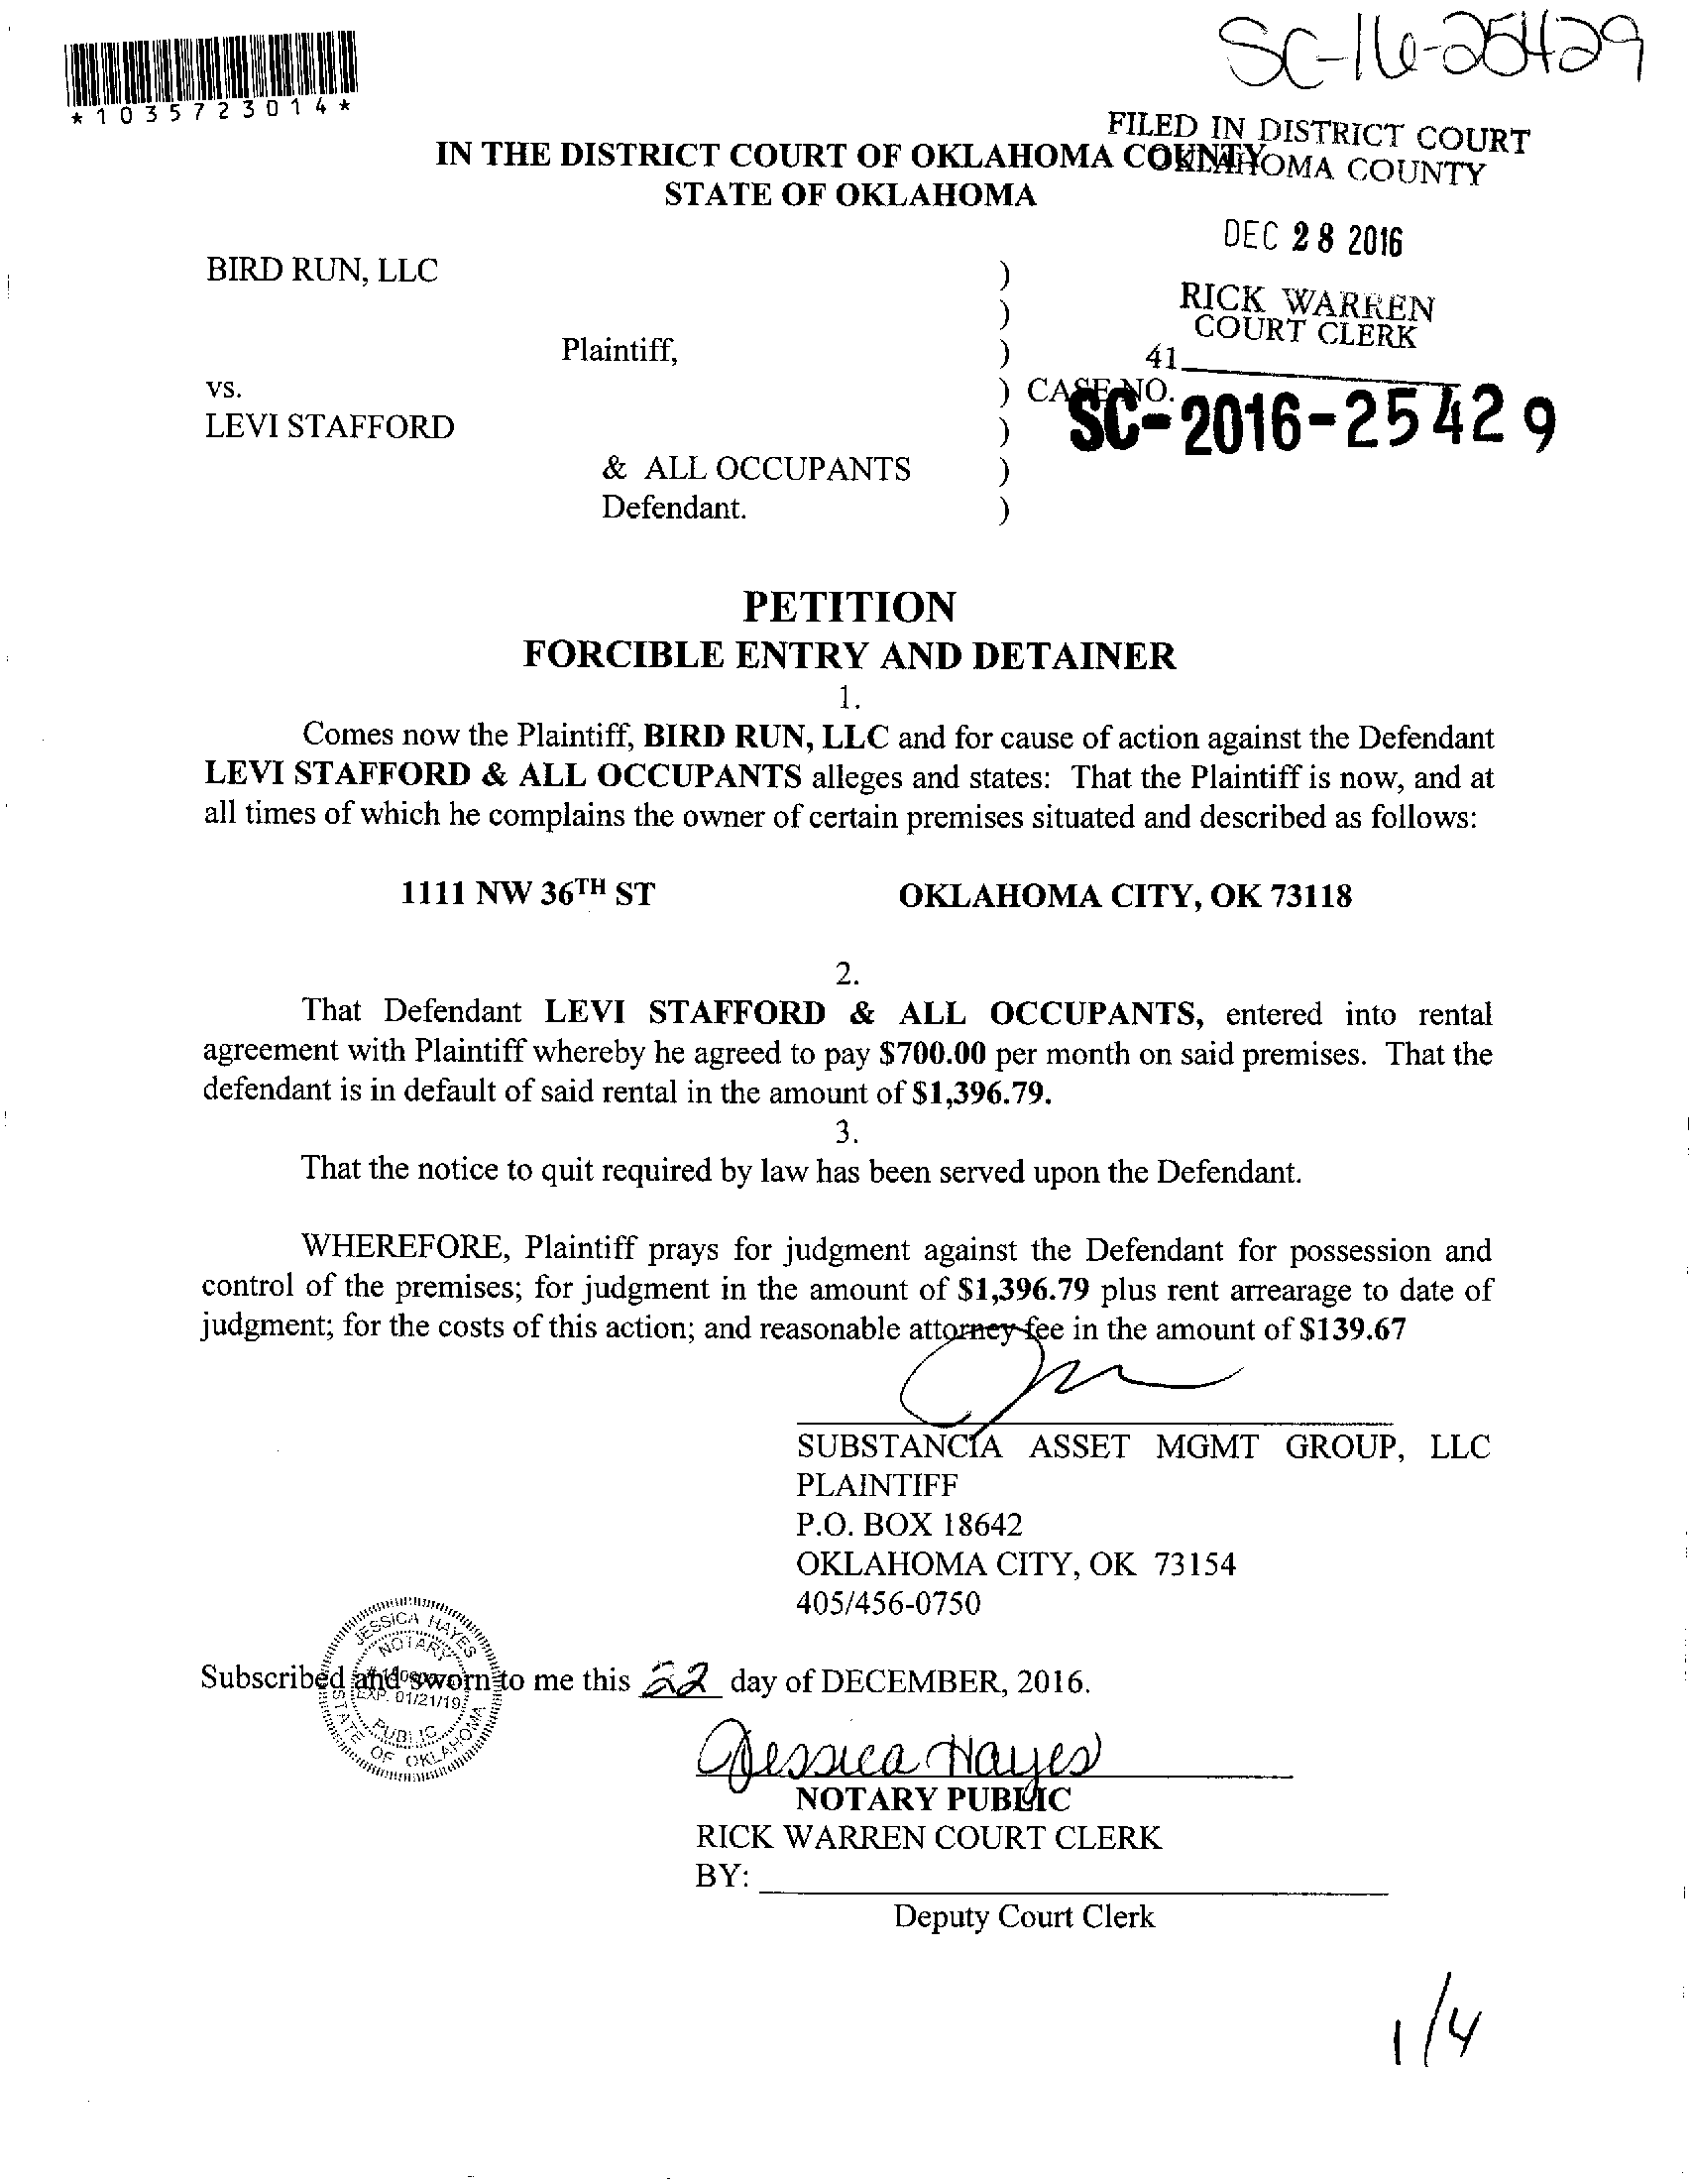 SC-16-25429
*1035723014*
FILED IN DISTRICT COURT
OKLAHOMA COUNTY
IN THE DISTRICT COURT OF OKLAHOMA COUNTY
STATE OF OKLAHOMA
DEC 28 2016
BIRD RUN, LLC )
)
RICK WARREN
COURT CLERK
Plaintiff, )
41
vs. ) CASE NO.
SC-2016-25429
LEVI STAFFORD )
& ALL OCCUPANTS )
Defendant. )
PETITION
FORCIBLE ENTRY AND DETAINER
1.
Comes now the Plaintiff, BIRD RUN, LLC and for cause of action against the Defendant
LEVI STAFFORD & ALL OCCUPANTS alleges and states: That the Plaintiff is now, and at
all times of which he complains the owner of certain premises situated and described as follows:
1111 NW 36TH ST OKLAHOMA CITY, OK 73118
2.
That Defendant LEVI STAFFORD & ALL OCCUPANTS, entered into rental
agreement with Plaintiff whereby he agreed to pay $700.00 per month on said premises. That the
defendant is in default of said rental in the amount of $1,396.79.
3.
That the notice to quit required by law has been served upon the Defendant.
WHEREFORE, Plaintiff prays for judgment against the Defendant for possession and
control of the premises; for judgment in the amount of $1,396.79 plus rent arrearage to date of
judgment; for the costs of this action; and reasonable attorney fee in the amount of $139.67
SUBSTANCIA ASSET MGMT GROUP, LLC
PLAINTIFF
P.O. BOX 18642
OKLAHOMA CITY, OK 73154
405/456-0750
JESSICA HAYES
NOTARY
EXP. 01/21/19
PUBLIC
STATE OF OKLAHOMA
Subscribed and sworn to me this 22 day of DECEMBER, 2016.
Jessica Hayes
NOTARY PUBLIC
RICK WARREN COURT CLERK
BY:
Deputy Court Clerk
1/4